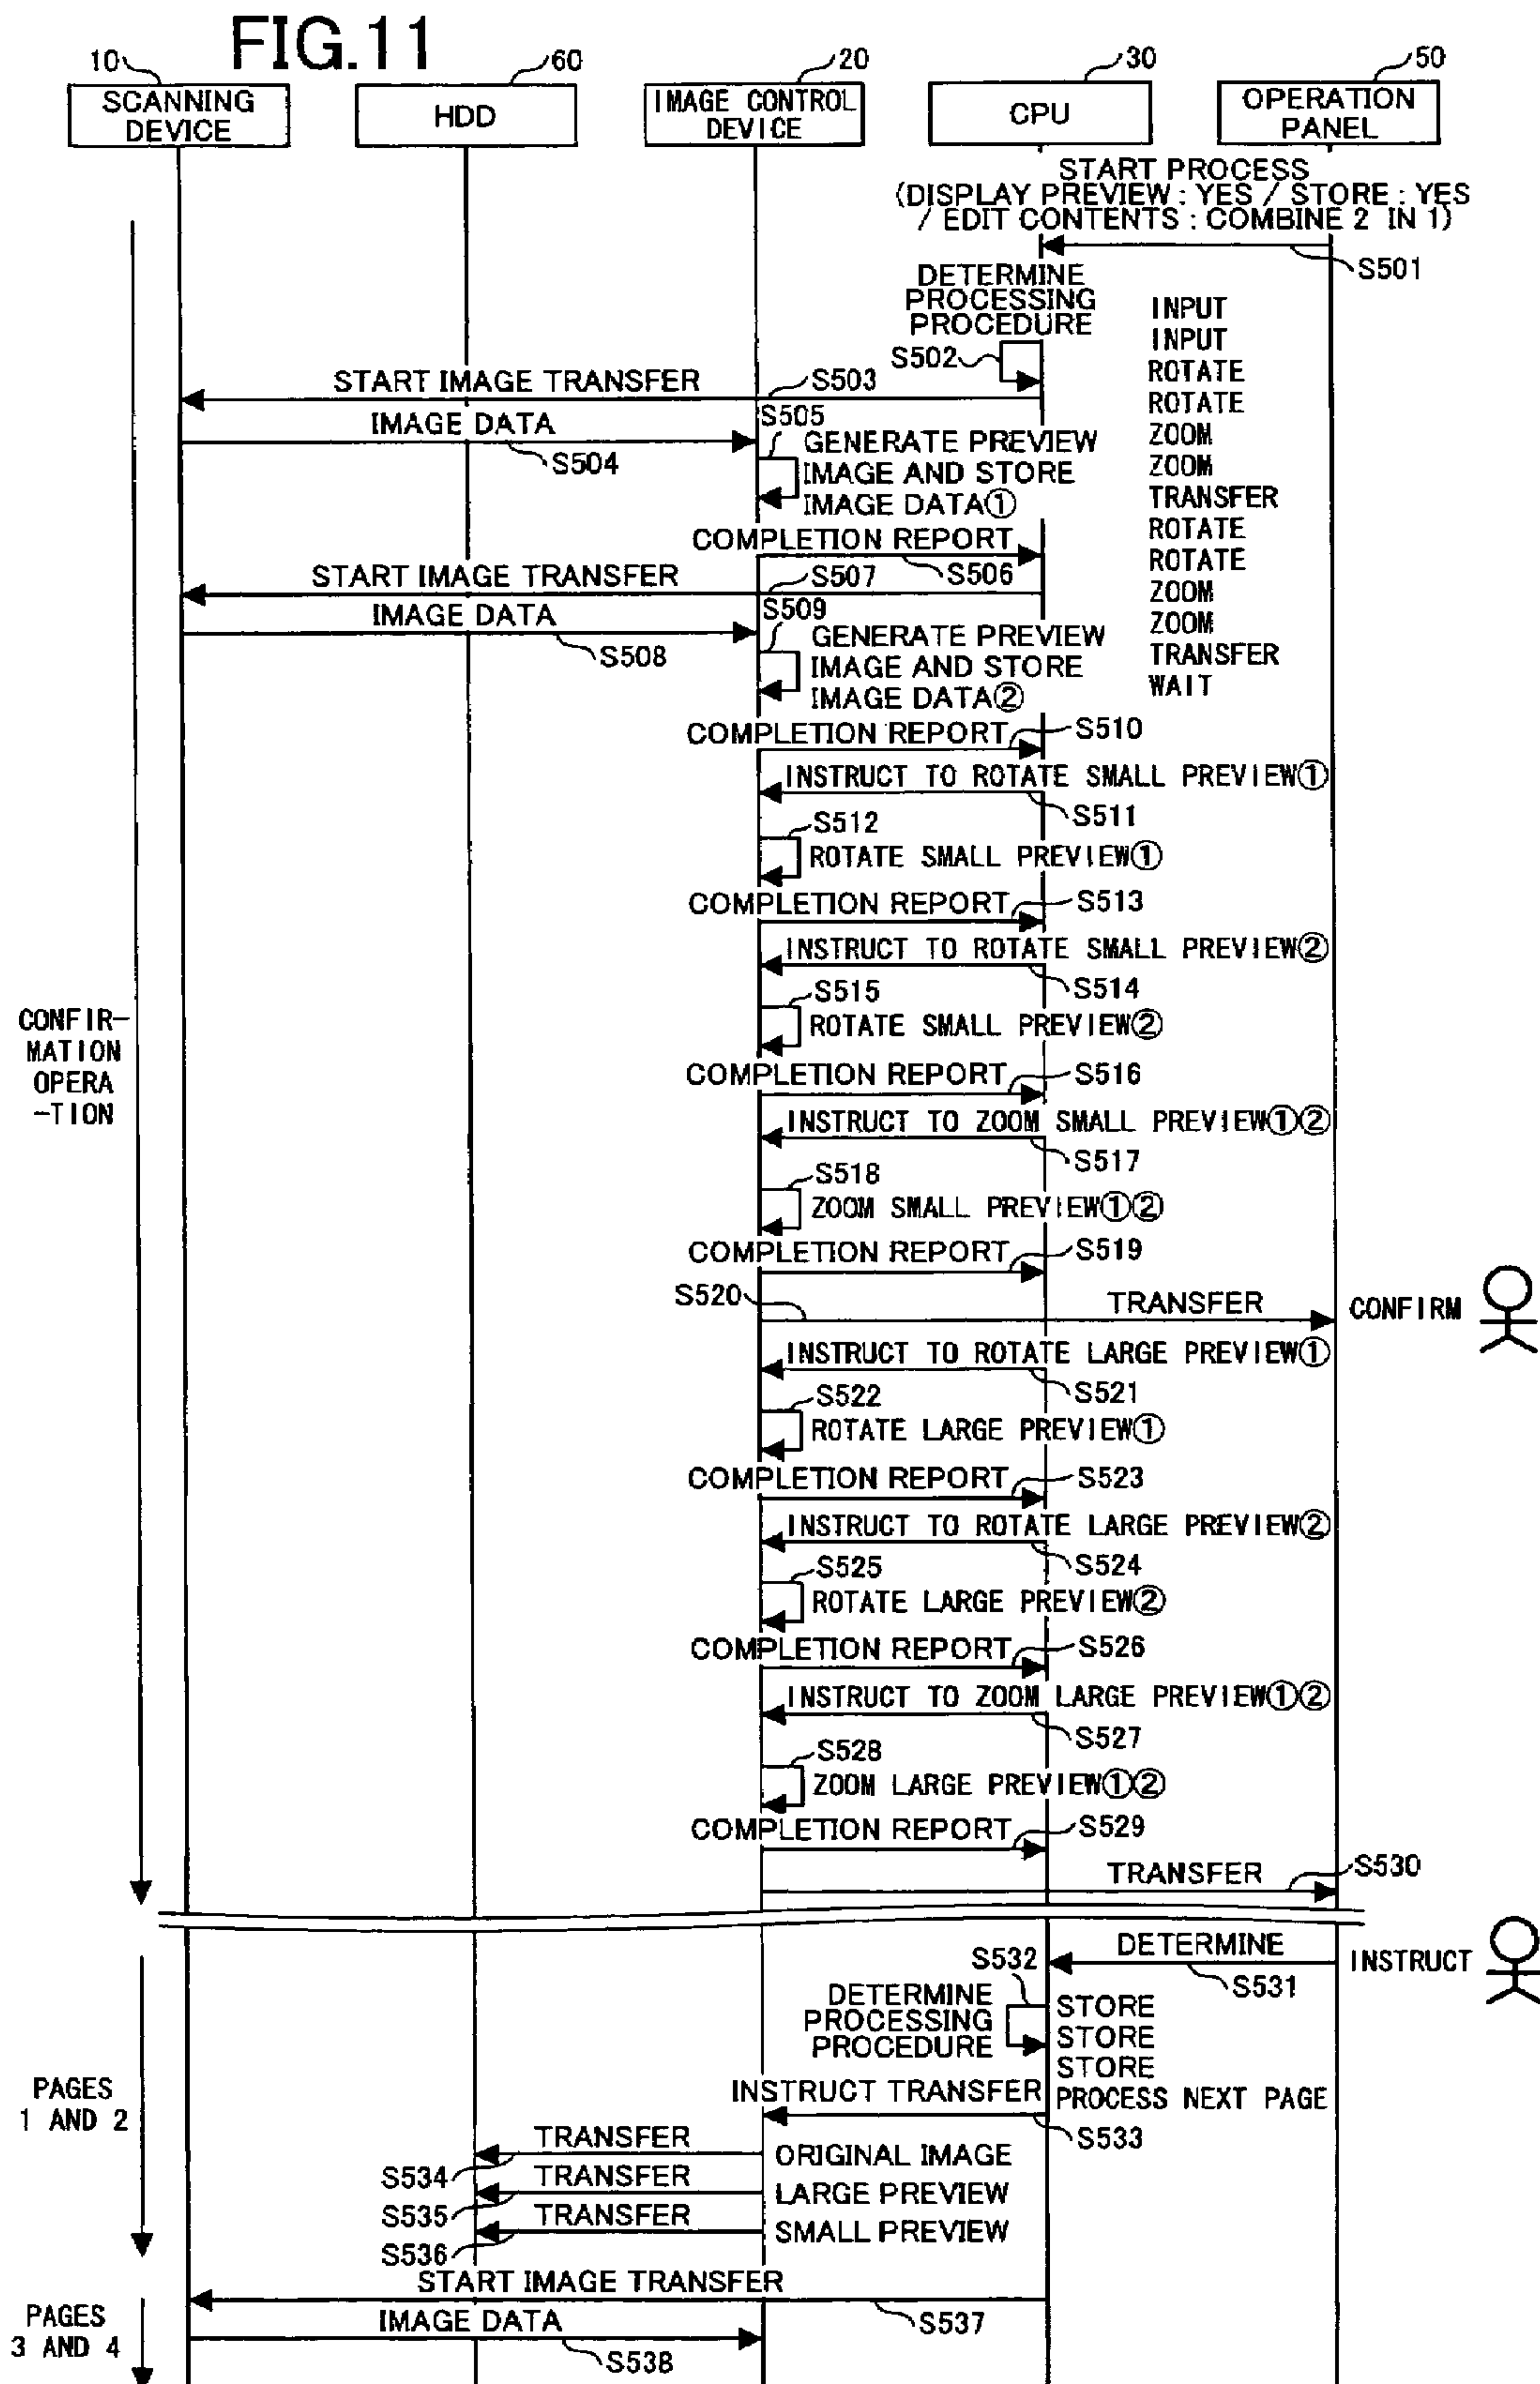 FIG.11
10
60
20
30
50
SCANNING
DEVICE
HDD
IMAGE CONTROL
DEVICE
CPU
OPERATION
PANEL
START PROCESS
(DISPLAY PREVIEW : YES / STORE : YES
/ EDIT CONTENTS : COMBINE 2 IN 1)
S501
DETERMINE
PROCESSING
PROCEDURE
S502
INPUT
INPUT
ROTATE
ROTATE
ZOOM
ZOOM
TRANSFER
ROTATE
ROTATE
ZOOM
ZOOM
TRANSFER
WAIT
START IMAGE TRANSFER
S503
IMAGE DATA
S504
S505
GENERATE PREVIEW
IMAGE AND STORE
IMAGE DATA①
COMPLETION REPORT
S506
START IMAGE TRANSFER
S507
IMAGE DATA
S508
S509
GENERATE PREVIEW
IMAGE AND STORE
IMAGE DATA②
COMPLETION REPORT
S510
INSTRUCT TO ROTATE SMALL PREVIEW①
S511
S512
ROTATE SMALL PREVIEW①
COMPLETION REPORT
S513
INSTRUCT TO ROTATE SMALL PREVIEW②
S514
S515
ROTATE SMALL PREVIEW②
COMPLETION REPORT
S516
INSTRUCT TO ZOOM SMALL PREVIEW①②
S517
S518
ZOOM SMALL PREVIEW①②
COMPLETION REPORT
S519
S520
TRANSFER
CONFIRM
INSTRUCT TO ROTATE LARGE PREVIEW①
S521
S522
ROTATE LARGE PREVIEW①
COMPLETION REPORT
S523
INSTRUCT TO ROTATE LARGE PREVIEW②
S524
S525
ROTATE LARGE PREVIEW②
COMPLETION REPORT
S526
INSTRUCT TO ZOOM LARGE PREVIEW①②
S527
S528
ZOOM LARGE PREVIEW①②
COMPLETION REPORT
S529
TRANSFER
S530
CONFIR-
MATION
OPERA
-TION
DETERMINE
INSTRUCT
S531
S532
DETERMINE
PROCESSING
PROCEDURE
STORE
STORE
STORE
PROCESS NEXT PAGE
INSTRUCT TRANSFER
S533
TRANSFER
ORIGINAL IMAGE
S534
TRANSFER
LARGE PREVIEW
S535
TRANSFER
SMALL PREVIEW
S536
PAGES
1 AND 2
START IMAGE TRANSFER
S537
IMAGE DATA
S538
PAGES
3 AND 4